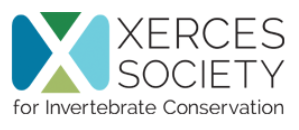 XERCES
SOCIETY
for Invertebrate Conservation